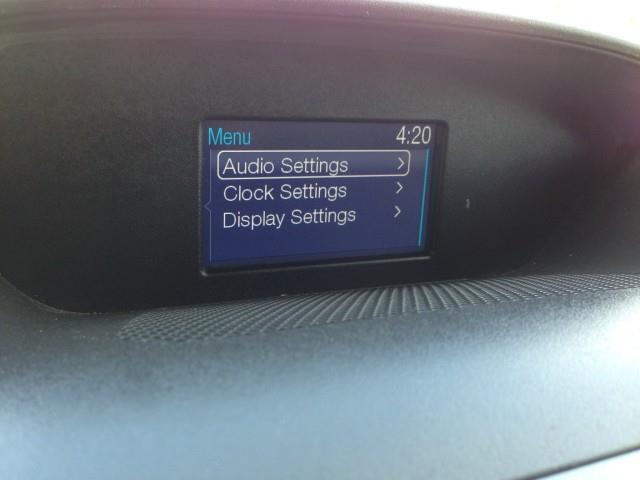 Menu 4:20
Audio Settings >
Clock Settings >
Display Settings >